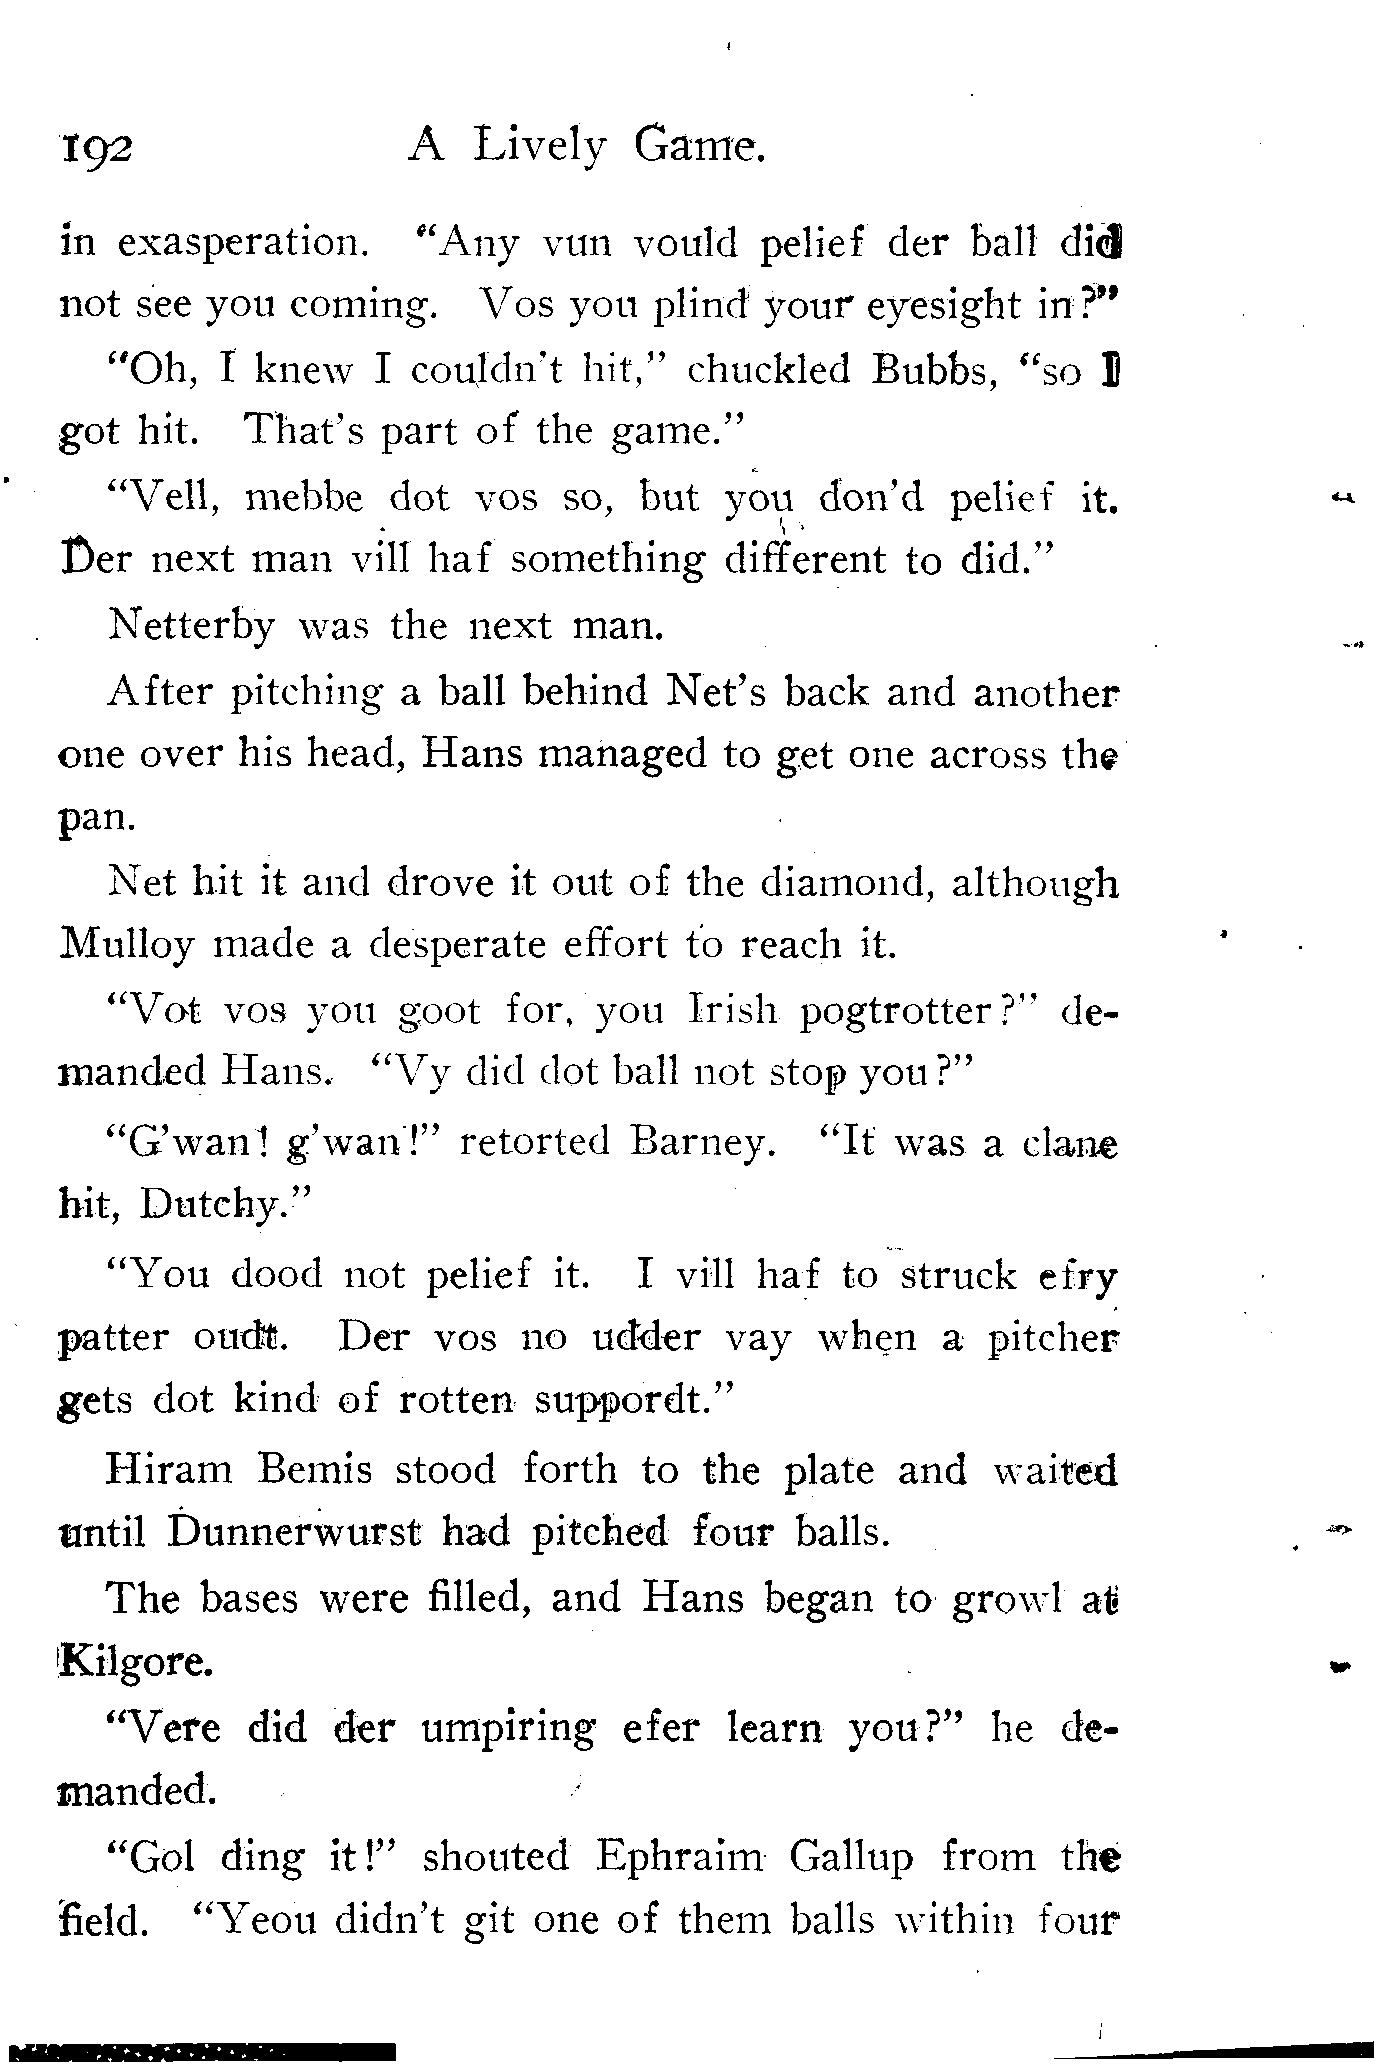 192 A Lively Game.
in exasperation. "Any vun vould pelief der ball did
not see you coming. Vos you plind your eyesight in?"
"Oh, I knew I couldn't hit," chuckled Bubbs, "so I
got hit. That's part of the game."
"Vell, mebbe dot vos so, but you don'd pelief it.
Der next man vill haf something different to did."
Netterby was the next man.
After pitching a ball behind Net's back and another
one over his head, Hans managed to get one across the
pan.
Net hit it and drove it out of the diamond, although
Mulloy made a desperate effort to reach it.
"Vot vos you goot for, you Irish pogtrotter?" de-
manded Hans. "Vy did dot ball not stop you?"
"G'wan! g'wan!" retorted Barney. "It was a clane
hit, Dutchy."
"You dood not pelief it. I vill haf to struck efry
patter oudt. Der vos no udder vay when a pitcher
gets dot kind of rotten suppordt."
Hiram Bemis stood forth to the plate and waited
until Dunnerwurst had pitched four balls.
The bases were filled, and Hans began to growl at
Kilgore.
"Vere did der umpiring efer learn you?" he de-
manded.
"Gol ding it!" shouted Ephraim Gallup from the
field. "Yeou didn't git one of them balls within four